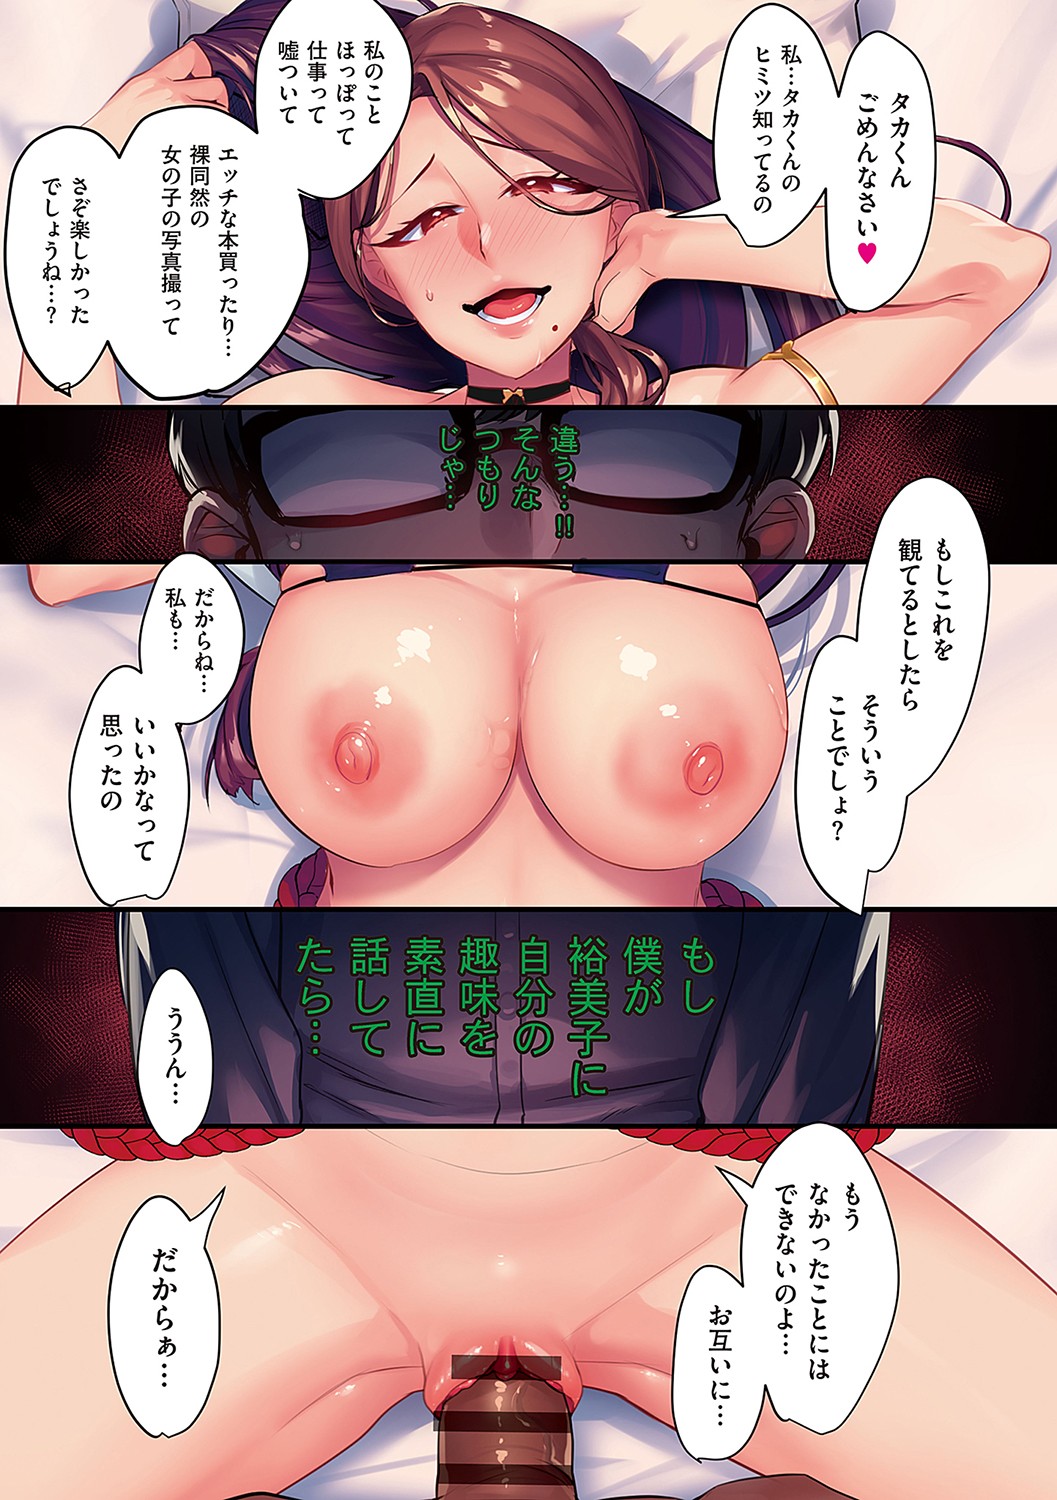 タカくん
ごめんなさい♥
私…タカくんの
ヒミツ知ってるの
私のこと
ほっぽって
仕事って
嘘ついて
エッチな本買ったり…
裸同然の
女の子の写真撮って
さぞ楽しかった
でしょうね…?
違う…!!
そんな
つもり
じゃ…
もしこれを
観てるとしたら
そういう
ことでしょ?
だからね…
私も…
いいかなって
思ったの
もし
僕が
裕美子に
自分の
趣味を
素直に
話して
たら…
ううん…
もう
なかったことには
できないのよ…
お互いに…
だからぁ…